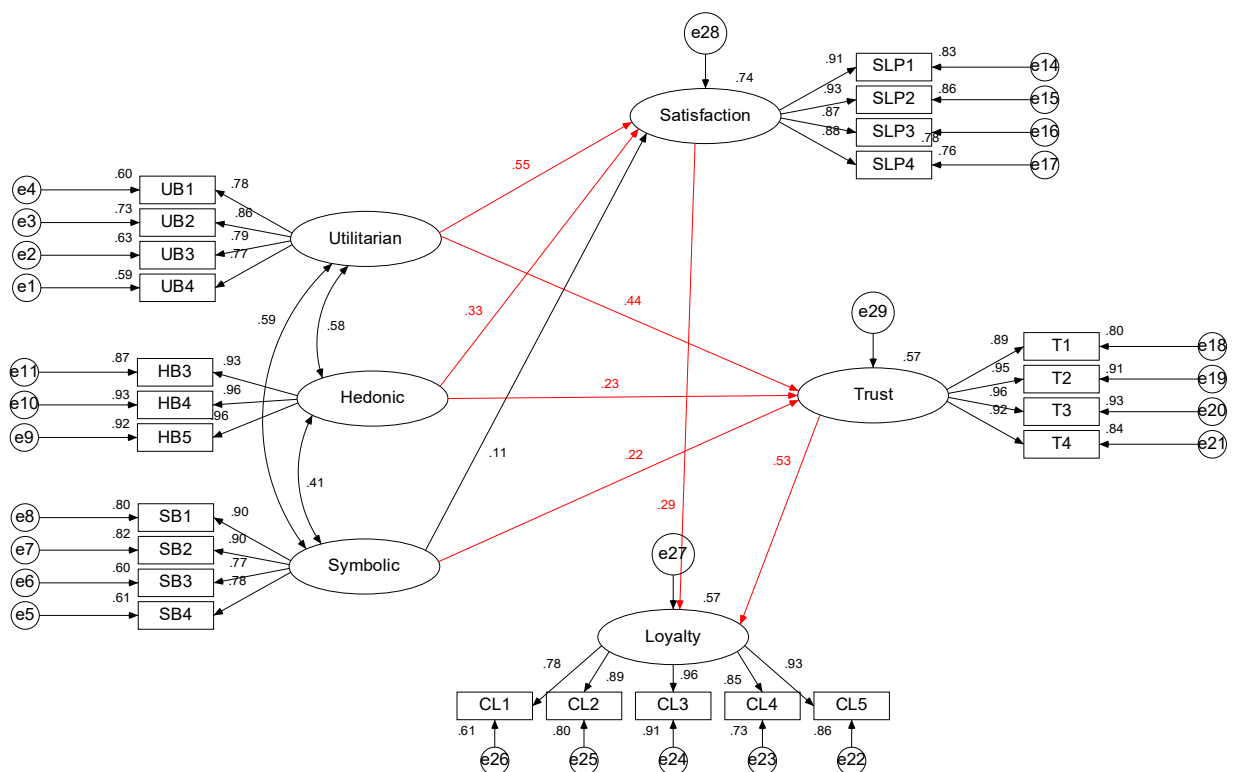 e28
.74
Satisfaction
.91
SLP1
.83
e14
.93
SLP2
.86
e15
.87
SLP3
.78
e16
.88
SLP4
.76
e17
.55
e4
.60
UB1
.78
e3
.73
UB2
.86
e2
.63
UB3
.79
e1
.59
UB4
.77
Utilitarian
.59
.58
.33
.44
e29
.57
Trust
.89
T1
.80
e18
.95
T2
.91
e19
.96
T3
.93
e20
.92
T4
.84
e21
e11
.87
HB3
.93
e10
.93
HB4
.96
e9
.92
HB5
.96
Hedonic
.23
.41
.11
.22
.53
.29
e8
.80
SB1
.90
e7
.82
SB2
.90
e6
.60
SB3
.77
e5
.61
SB4
.78
Symbolic
e27
.57
Loyalty
.78
.89
.96
.85
.93
CL1
CL2
CL3
CL4
CL5
.61
.80
.91
.73
.86
e26
e25
e24
e23
e22